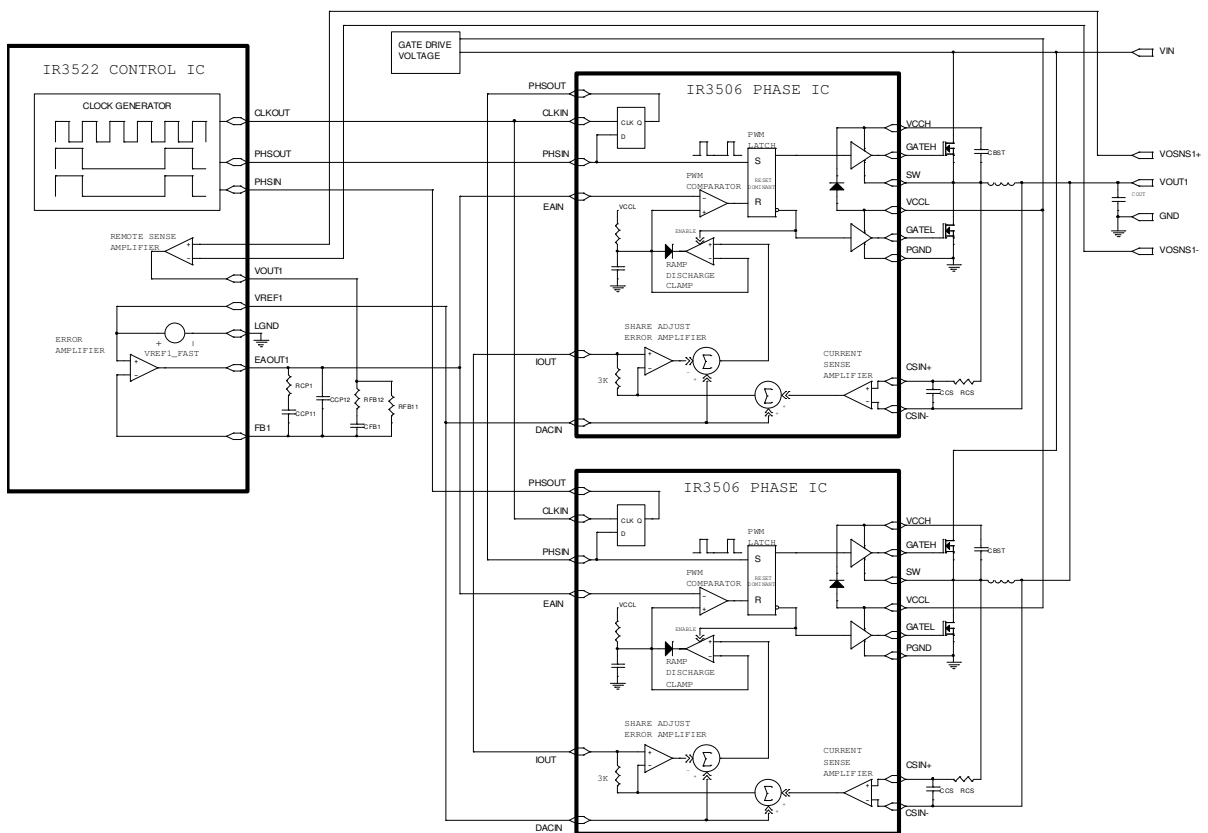 GATE DRIVE
VOLTAGE
VIN
IR3522 CONTROL IC
CLOCK GENERATOR
CLKOUT
PHSOUT
PHSIN
REMOTE SENSE
AMPLIFIER
VOUT1
VREF1
LGND
ERROR
AMPLIFIER
VREF1_FAST
EAOUT1
RCP1
CCP11
CCP12
RFB12
RFB11
CFB1
FB1
+
-
+
-
+
-
IR3506 PHASE IC
PHSOUT
CLKIN
CLK Q
D
PHSIN
PWM
LATCH
S
RESET
DOMINANT
R
PWM
COMPARATOR
-
+
EAIN
VCCL
ENABLE
+
-
RAMP
DISCHARGE
CLAMP
SHARE ADJUST
ERROR AMPLIFIER
IOUT
3K
+
-
Σ
-
+
Σ
+
+
CURRENT
SENSE
AMPLIFIER
+
-
DACIN
VCCH
GATEH
CBST
SW
VCCL
GATEL
PGND
CSIN+
CCS
RCS
CSIN-
VOSNS1+
VOUT1
COUT
GND
VOSNS1-
IR3506 PHASE IC
PHSOUT
CLKIN
CLK Q
D
PHSIN
PWM
LATCH
S
RESET
DOMINANT
R
PWM
COMPARATOR
-
+
EAIN
VCCL
ENABLE
+
-
RAMP
DISCHARGE
CLAMP
SHARE ADJUST
ERROR AMPLIFIER
IOUT
3K
+
-
Σ
-
+
Σ
+
+
CURRENT
SENSE
AMPLIFIER
+
-
DACIN
VCCH
GATEH
CBST
SW
VCCL
GATEL
PGND
CSIN+
CCS
RCS
CSIN-